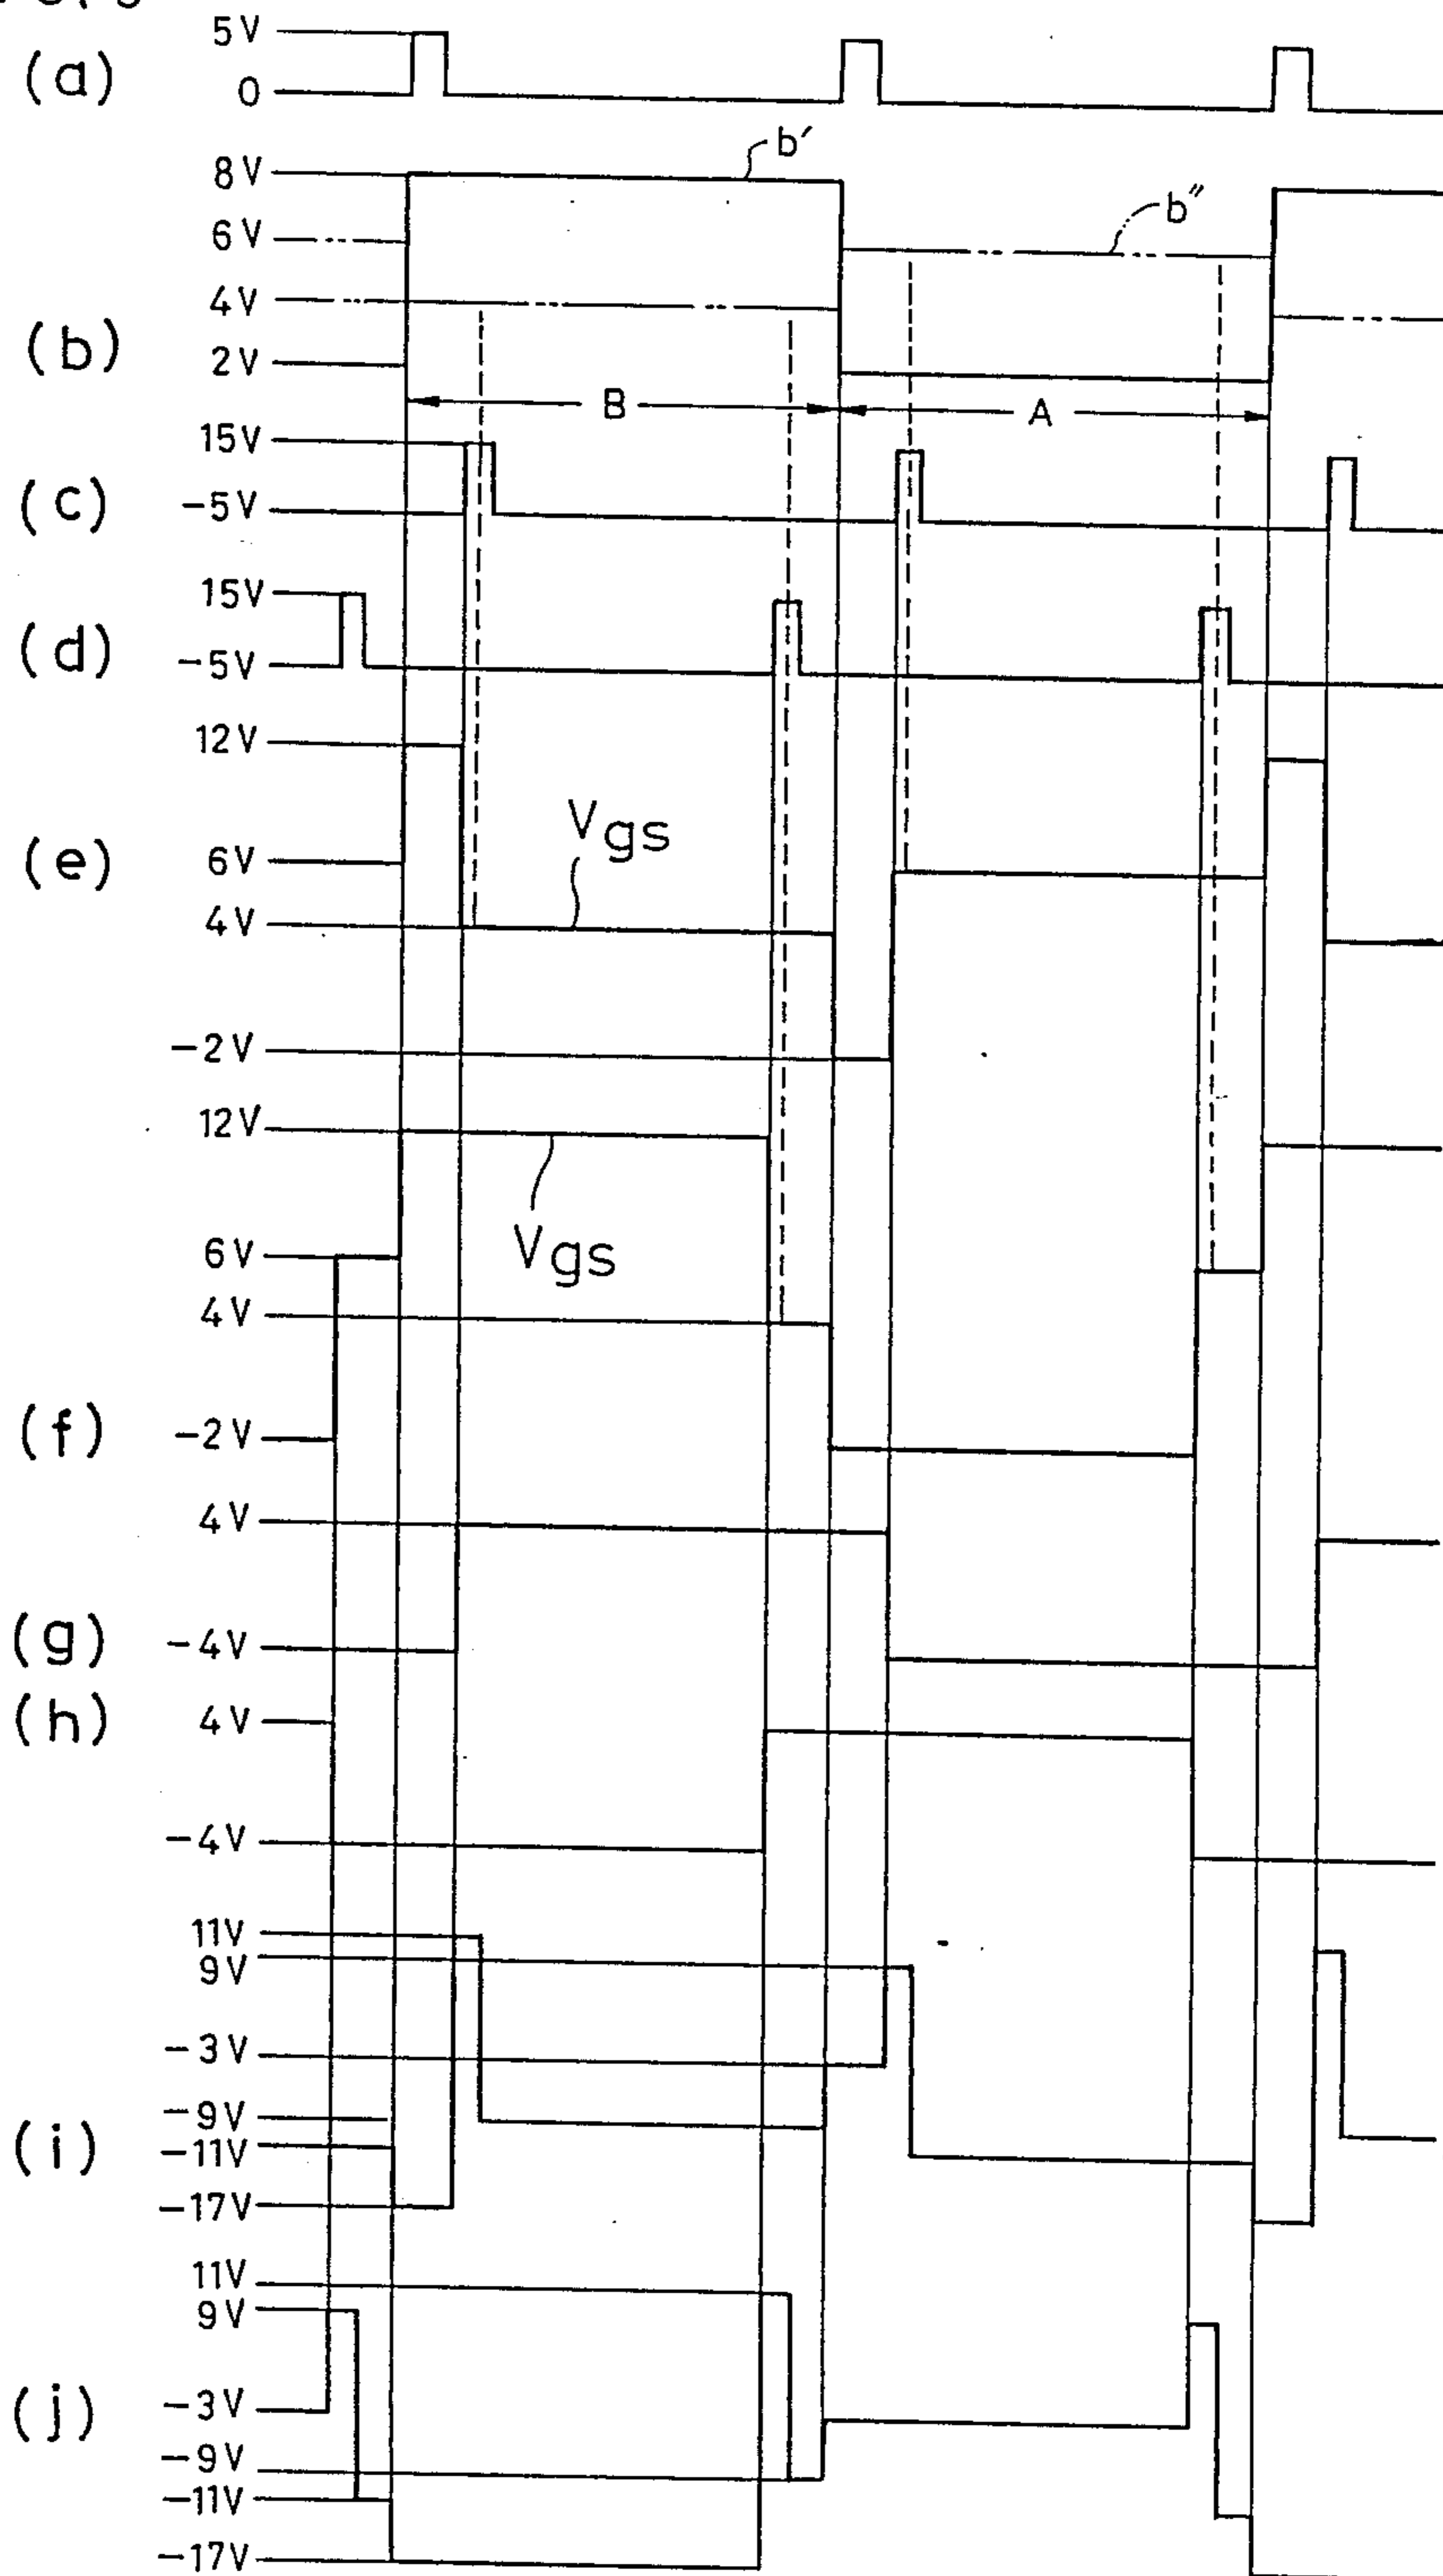 5V
(a)
0
8V
b′
6V
b″
4V
(b)
2V
B
A
15V
(c)
-5V
15V
(d)
-5V
12V
Vgs
(e)
6V
4V
-2V
12V
Vgs
6V
4V
(f)
-2V
4V
(g)
-4V
(h)
4V
-4V
11V
9V
-3V
-9V
(i)
-11V
-17V
11V
9V
-3V
(j)
-9V
-11V
-17V